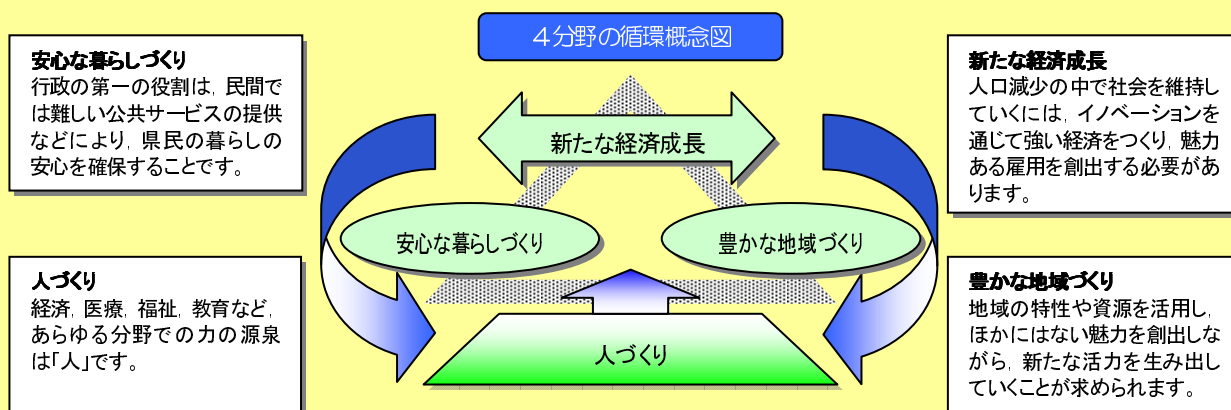 4分野の循環概念図
安心な暮らしづくり
行政の第一の役割は，民間で
は難しい公共サービスの提供
などにより，県民の暮らしの
安心を確保することです。
人づくり
経済，医療，福祉，教育など，
あらゆる分野での力の源泉
は「人」です。
新たな経済成長
安心な暮らしづくり
豊かな地域づくり
人づくり
新たな経済成長
人口減少の中で社会を維持し
ていくには，イノベーションを
通じて強い経済をつくり，魅力
ある雇用を創出する必要があ
ります。
豊かな地域づくり
地域の特性や資源を活用し，
ほかにはない魅力を創出しな
がら，新たな活力を生み出し
ていくことが求められます。